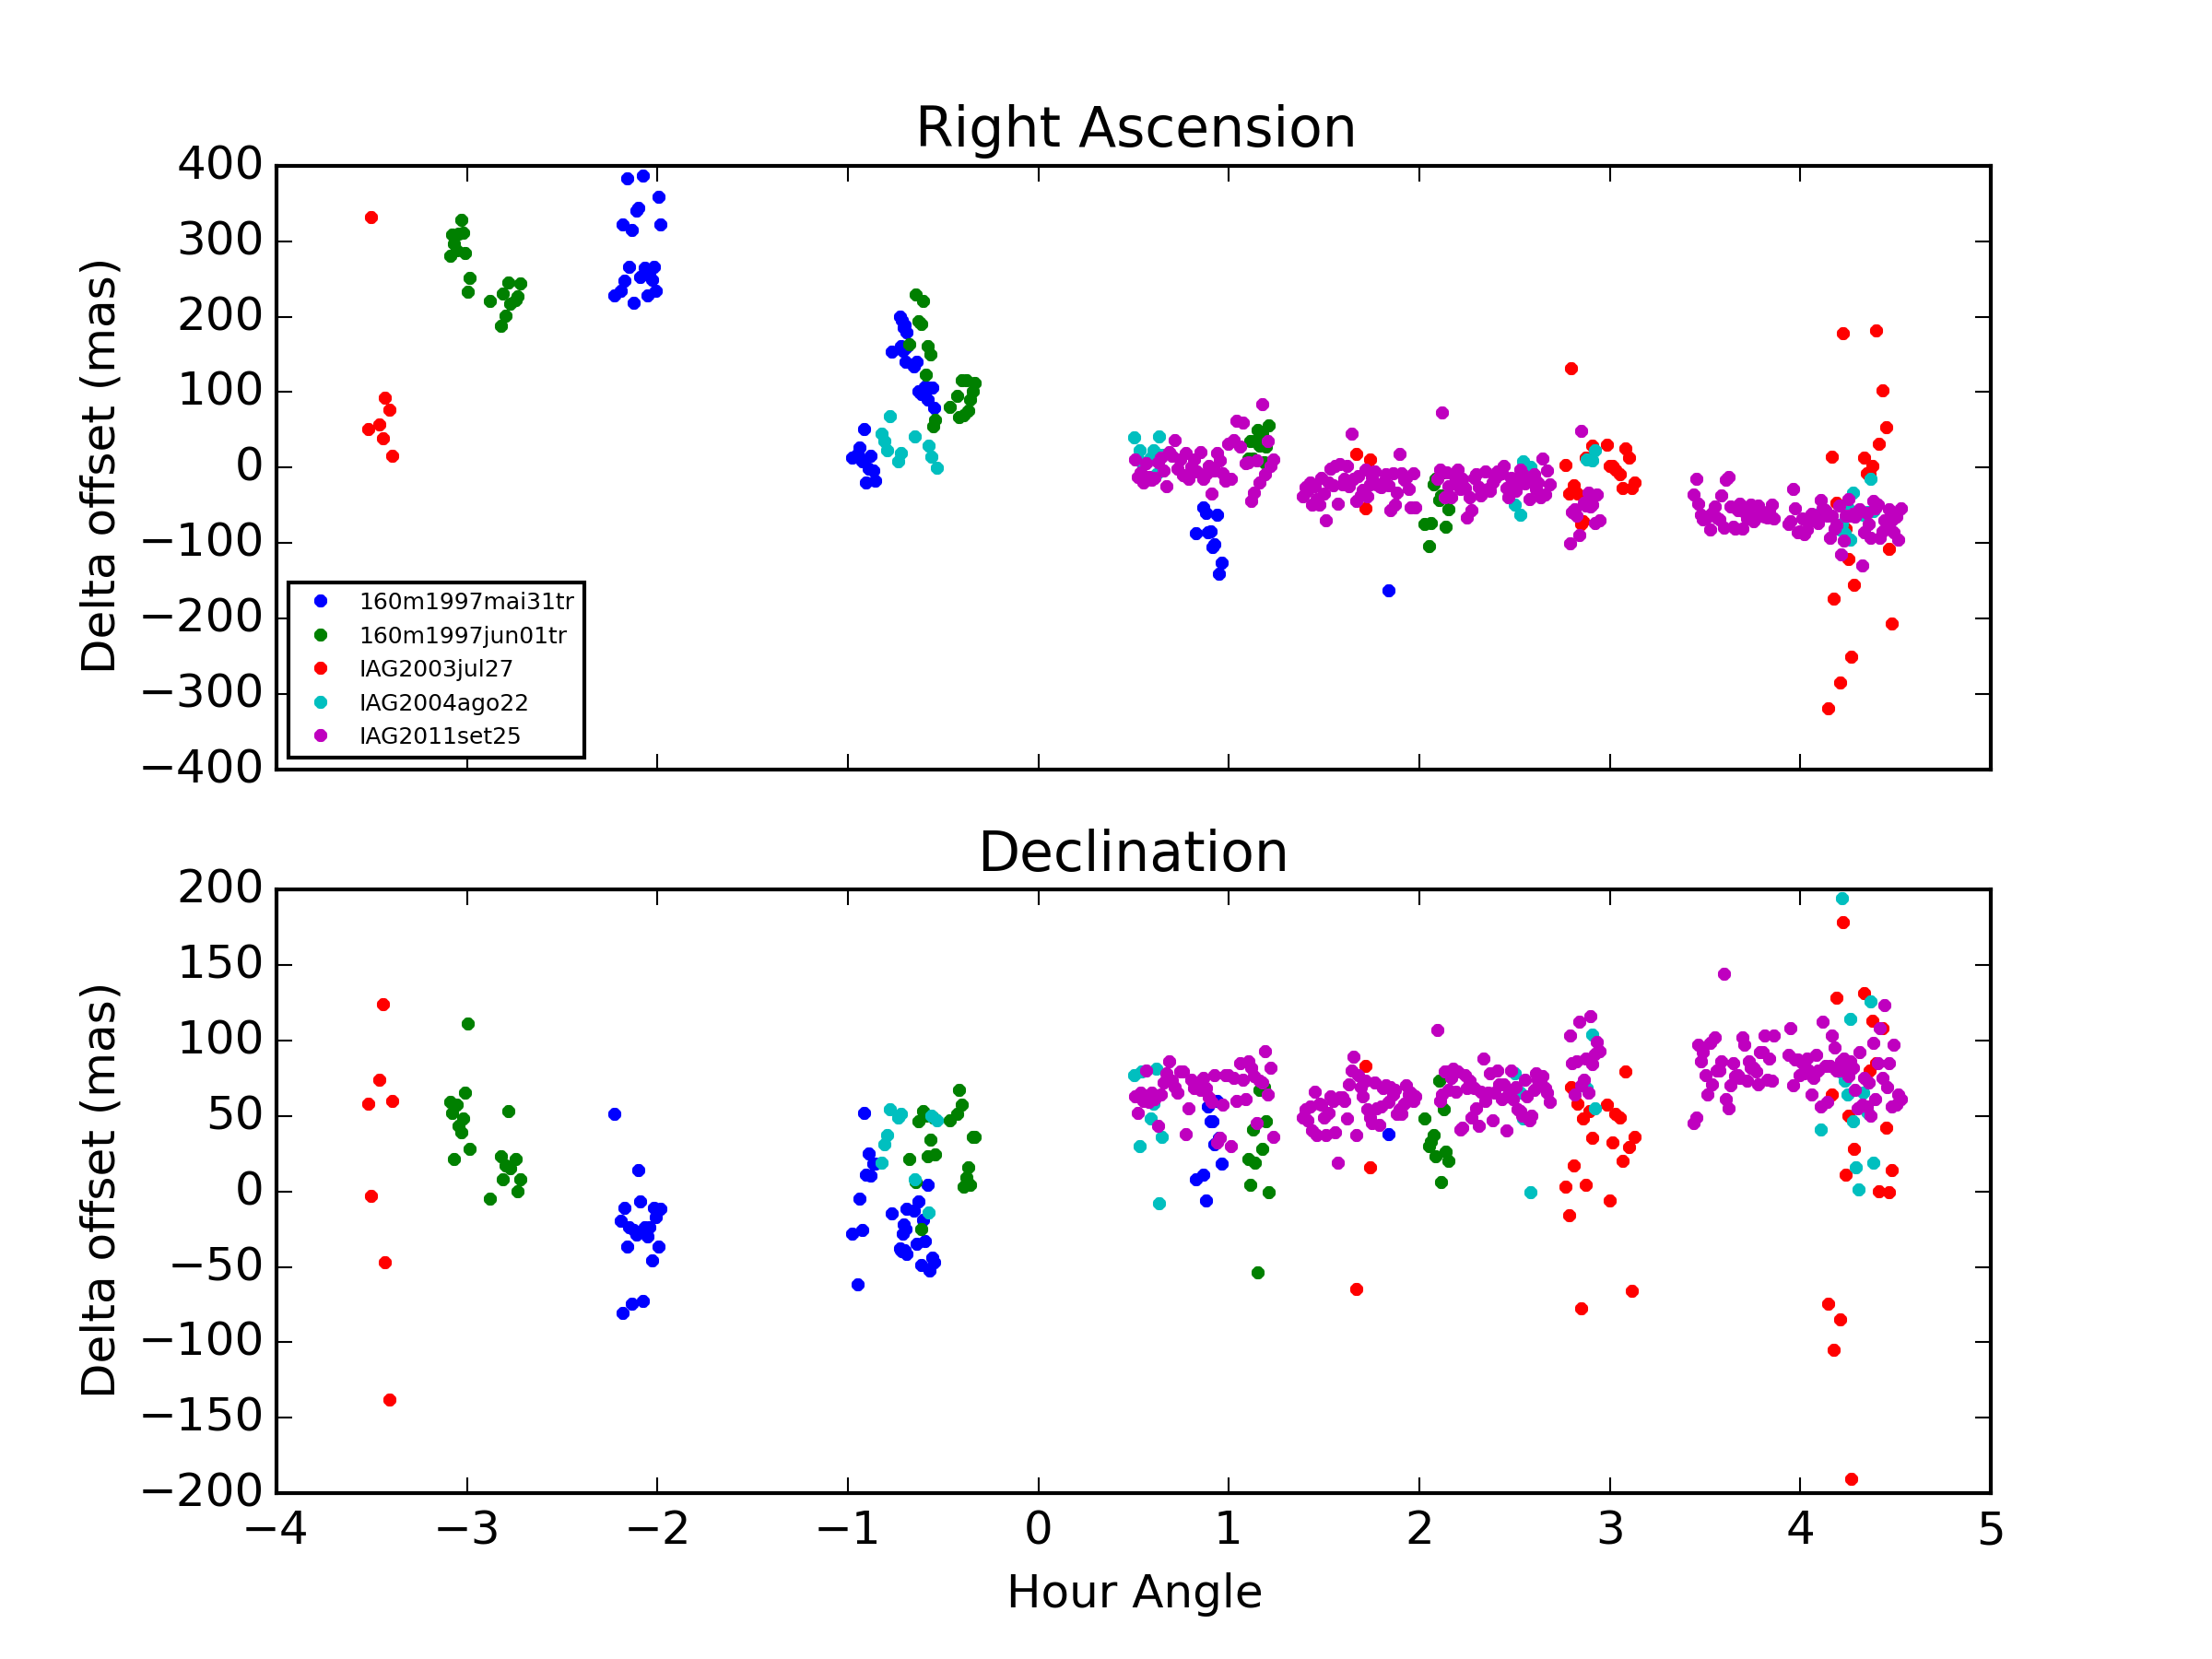 Right Ascension
400
300
200
100
0
−100
−200
−300
−400
Delta offset (mas)
160m1997mai31tr
160m1997jun01tr
IAG2003jul27
IAG2004ago22
IAG2011set25
Declination
200
150
100
50
0
−50
−100
−150
−200
Delta offset (mas)
−4 −3 −2 −1 0 1 2 3 4 5
Hour Angle